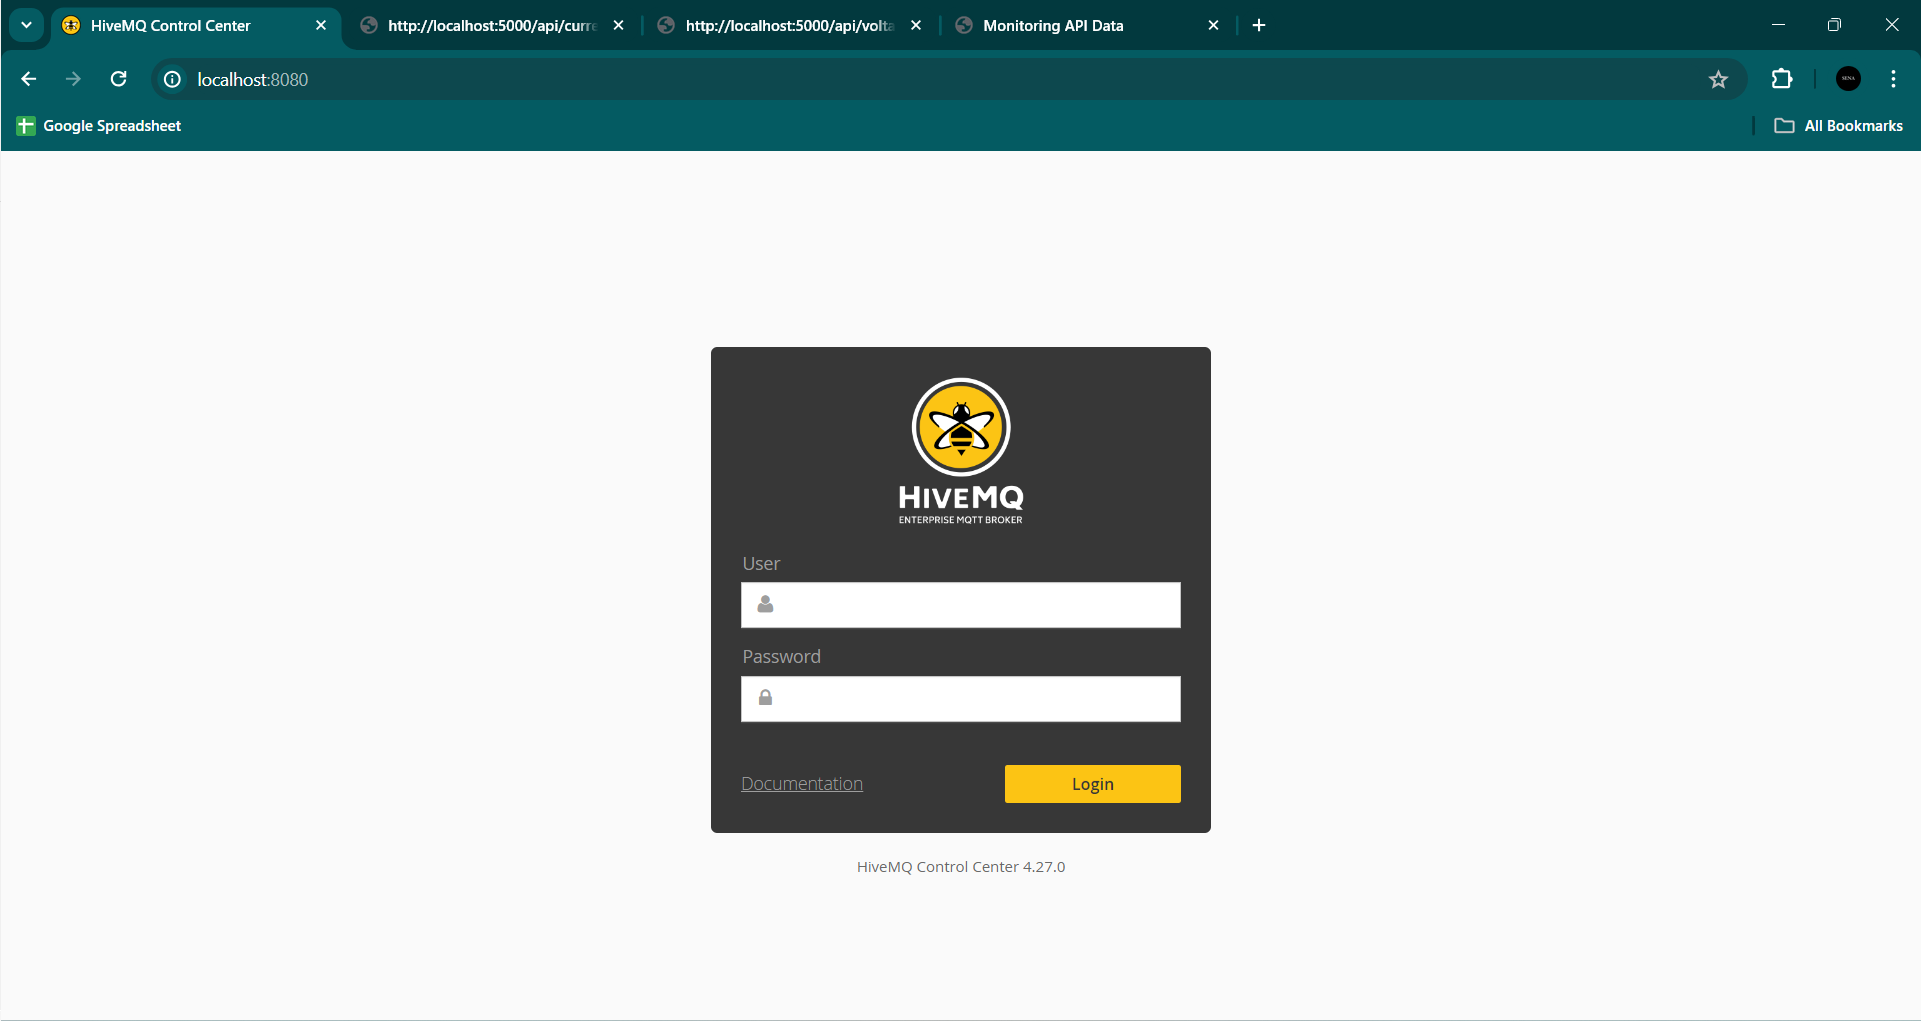 HiveMQ Control Center
http://localhost:5000/api/curre
http://localhost:5000/api/volta
Monitoring API Data
localhost:8080
SENA
Google Spreadsheet
All Bookmarks
HIVEMQ
ENTERPRISE MQTT BROKER
User
Password
Documentation
Login
HiveMQ Control Center 4.27.0